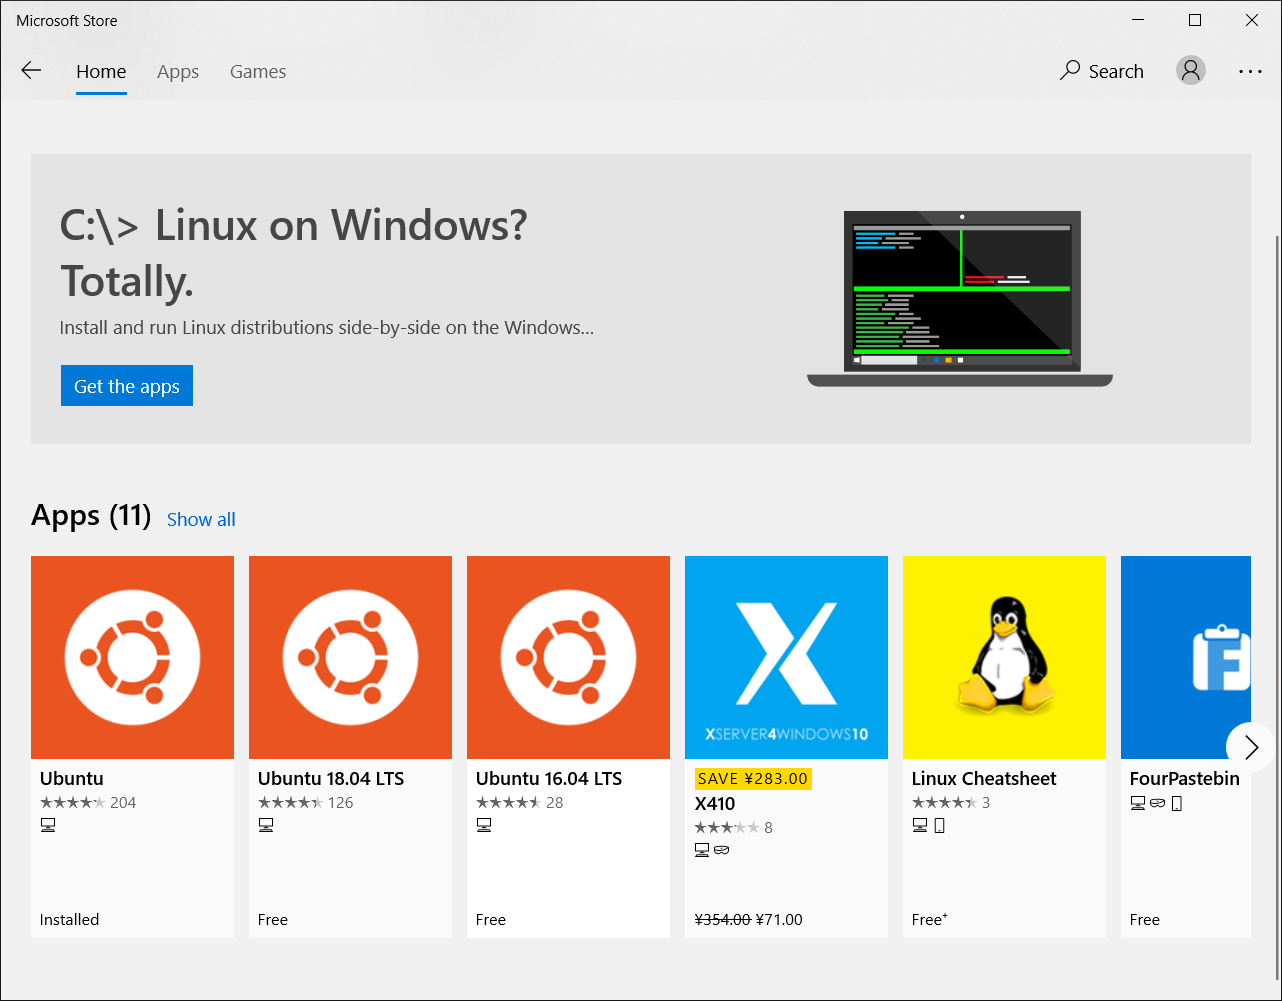 Microsoft Store
Home Apps Games Search
C:\> Linux on Windows?
Totally.
Install and run Linux distributions side-by-side on the Windows...
Get the apps
Apps (11) Show all
XSERVER4WINDOWS10
F
Ubuntu
204
Installed
Ubuntu 18.04 LTS
126
Free
Ubuntu 16.04 LTS
28
Free
SAVE ¥283.00
X410
8
¥354.00 ¥71.00
Linux Cheatsheet
3
Free+
FourPastebin
Free